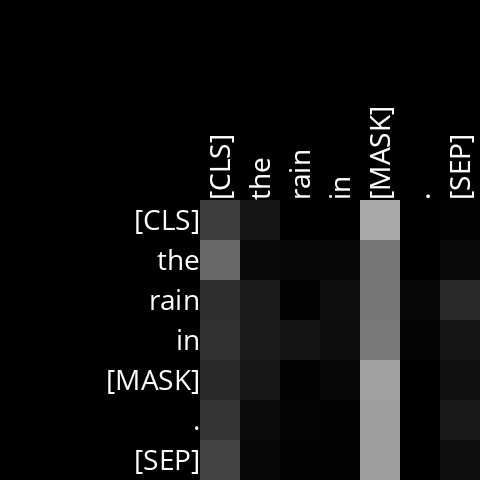 [CLS] the rain in [MASK] . [SEP]
[CLS]
the
rain
in
[MASK]
.
[SEP]